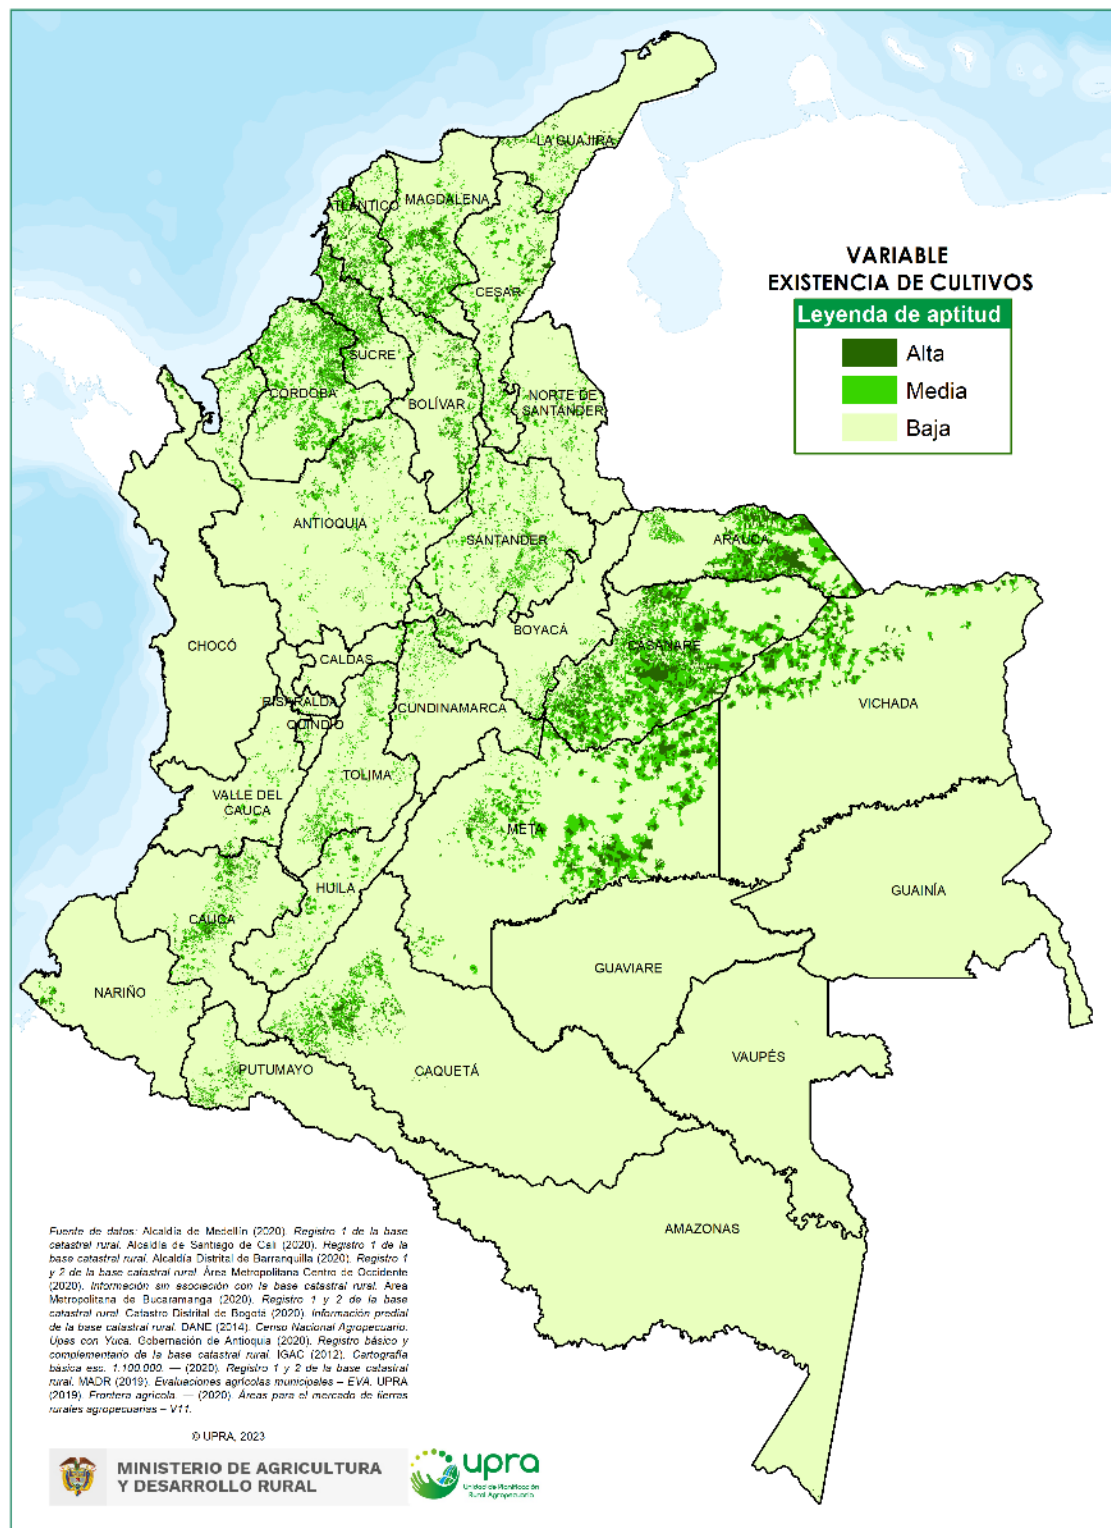 VARIABLE
EXISTENCIA DE CULTIVOS
Leyenda de aptitud
Alta
Media
Baja
LA GUAJIRA
MAGDALENA
ATLÁNTICO
CESAR
SUCRE
CÓRDOBA
BOLÍVAR
NORTE DE
SANTANDER
ANTIOQUIA
SANTANDER
ARAUCA
CHOCÓ
BOYACÁ
CASANARE
CALDAS
RISARALDA
QUINDÍO
CUNDINAMARCA
VICHADA
TOLIMA
VALLE DEL
CAUCA
META
HUILA
GUAINÍA
CAUCA
GUAVIARE
NARIÑO
VAUPÉS
PUTUMAYO
CAQUETÁ
AMAZONAS
Fuente de datos: Alcaldía de Medellín (2020). Registro 1 de la base
catastral rural. Alcaldía de Santiago de Cali (2020). Registro 1 de la
base catastral rural. Alcaldía Distrital de Barranquilla (2020). Registro 1
y 2 de la base catastral rural. Área Metropolitana Centro de Occidente
(2020). Información sin asociación con la base catastral rural. Área
Metropolitana de Bucaramanga (2020). Registro 1 y 2 de la base
catastral rural. Catastro Distrital de Bogotá (2020). Información predial
de la base catastral rural. DANE (2014). Censo Nacional Agropecuario.
Upas con Yuca. Gobernación de Antioquia (2020). Registro básico y
complementario de la base catastral rural. IGAC (2012). Cartografía
básica esc. 1.100.000. — (2020). Registro 1 y 2 de la base catastral
rural. MADR (2019). Evaluaciones agrícolas municipales – EVA. UPRA
(2019). Frontera agrícola. — (2020). Áreas para el mercado de tierras
rurales agropecuarias – V11.
© UPRA, 2023
MINISTERIO DE AGRICULTURA
Y DESARROLLO RURAL
upra
Unidad de Planificación
Rural Agropecuaria